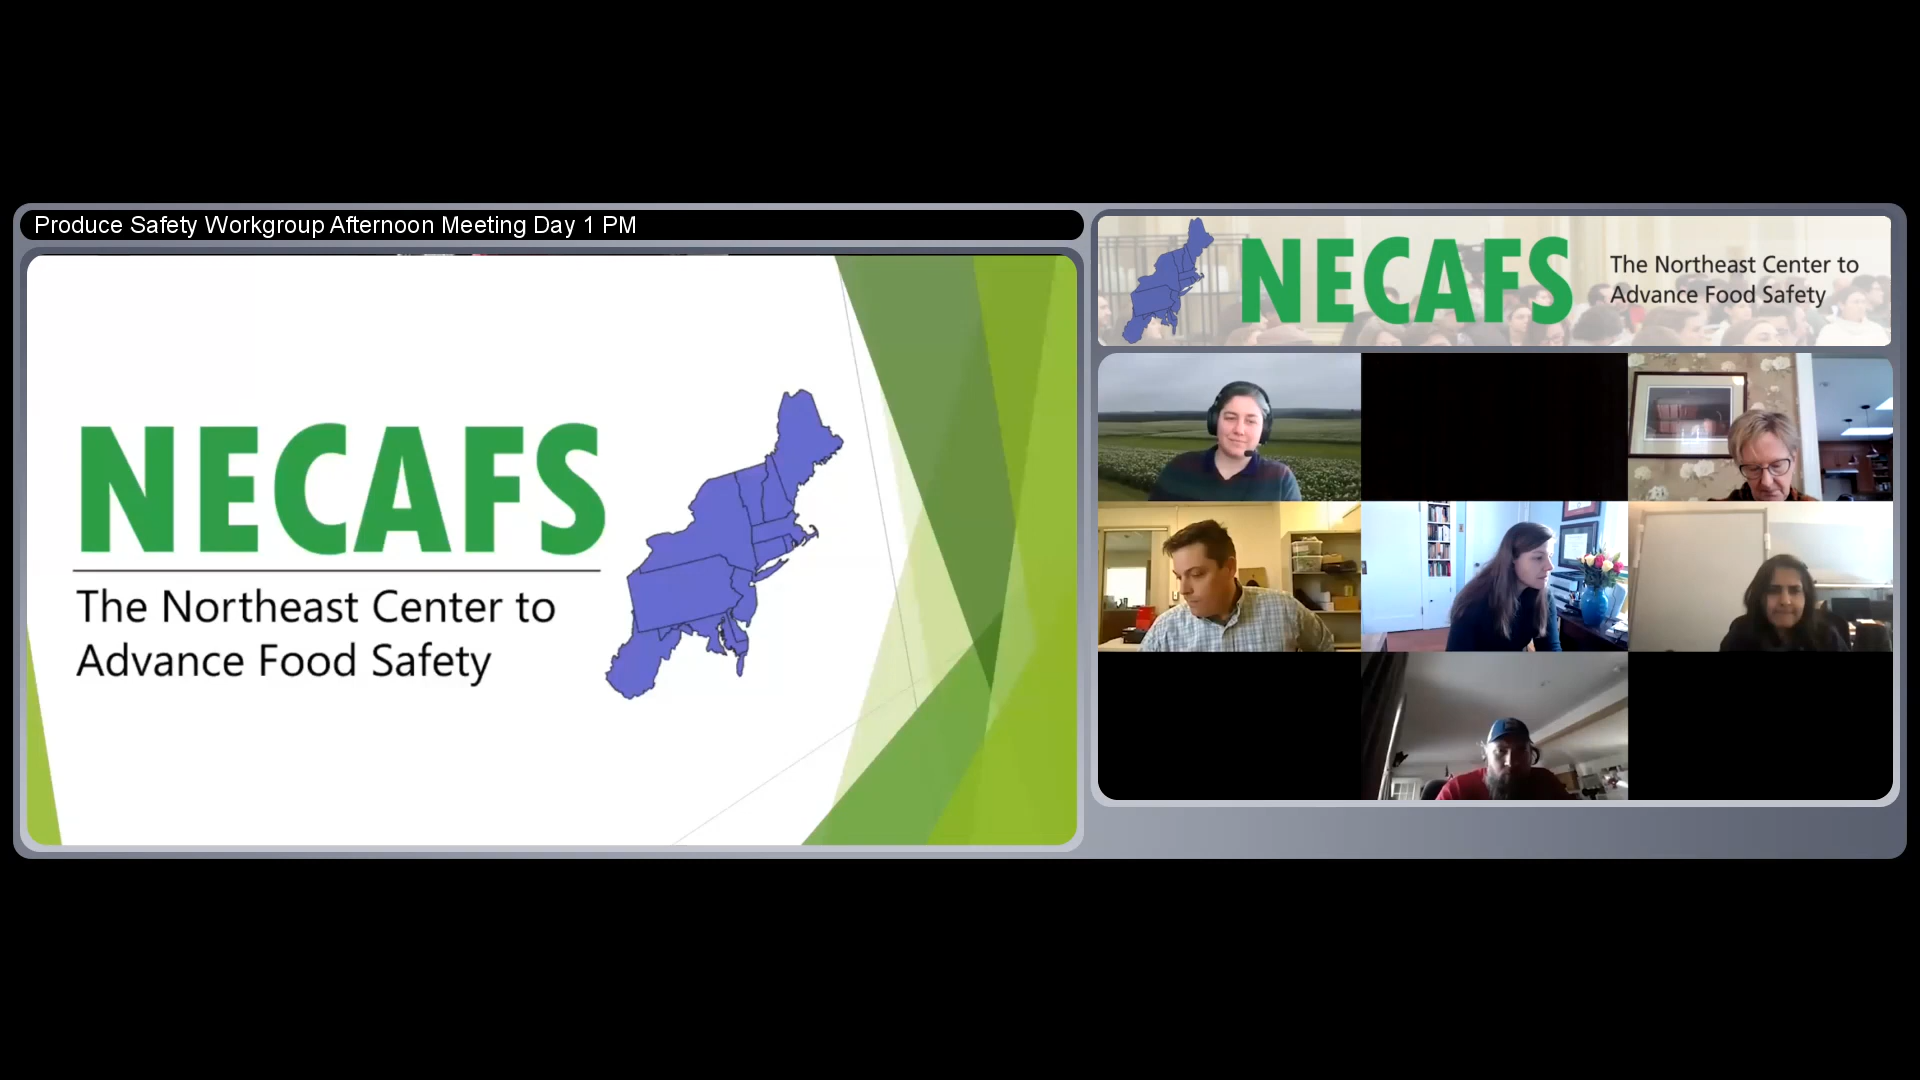 Produce Safety Workgroup Afternoon Meeting Day 1 PM
NECAFS
The Northeast Center to
Advance Food Safety
NECAFS
The Northeast Center to
Advance Food Safety